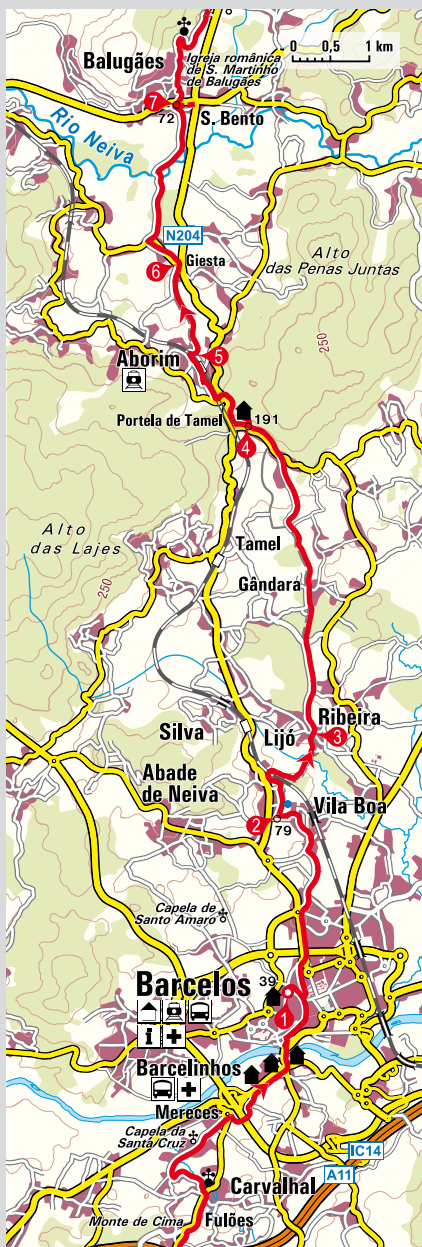 8
0 0,5 1 km
Balugães
Igreja românica
de S. Martinho
de Balugães
7
72
S. Bento
Rio Neiva
N204
Giesta
6
Alto
das Penas Juntas
250
5
Aborim
Portela de Tamel
191
4
Alto
das Lajes
250
Tamel
Gândara
Ribeira
3
Silva
Lijó
Abade
de Neiva
Vila Boa
2
79
Capela de
Santo Amaro
Barcelos
39
1
i
Barcelinhos
Mereces
Capela da
Santa Cruz
IC14
A11
Carvalhal
Monte de Cima
Fulões